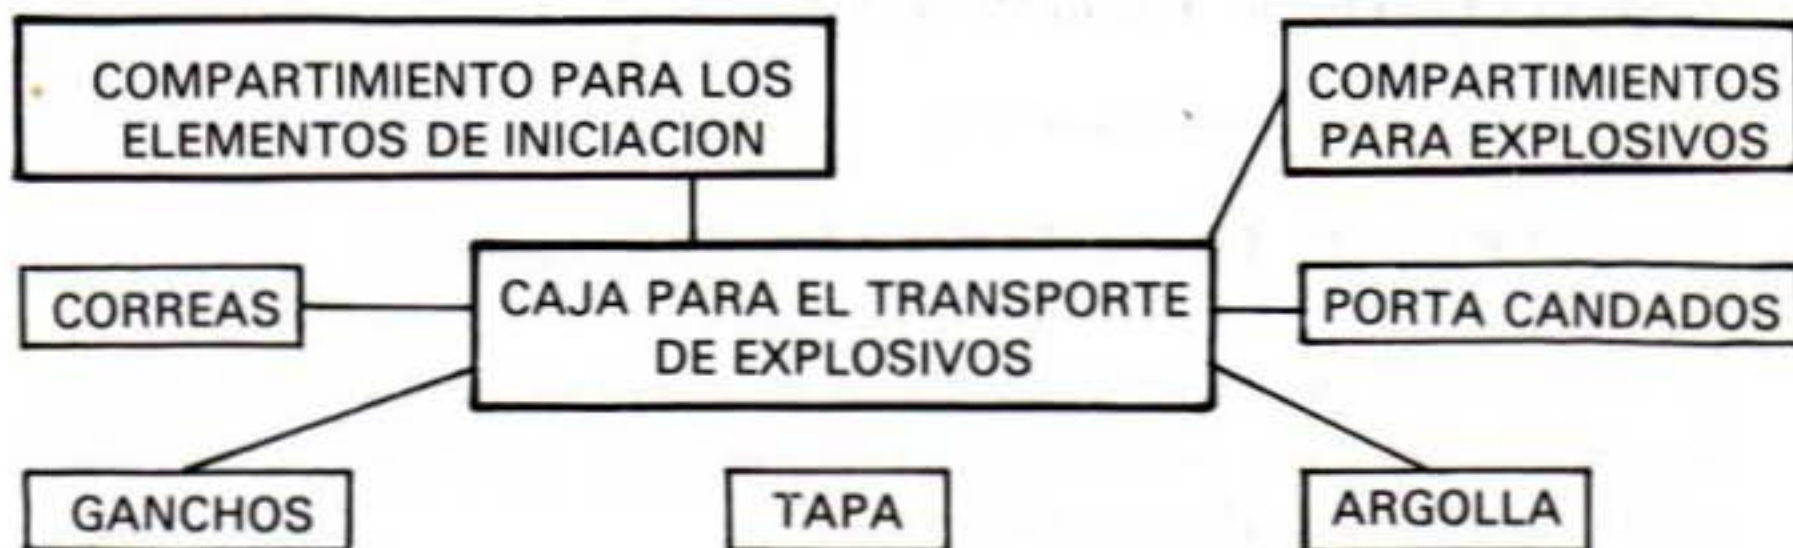 COMPARTIMIENTO PARA LOS
ELEMENTOS DE INICIACION
COMPARTIMIENTOS
PARA EXPLOSIVOS
CORREAS
CAJA PARA EL TRANSPORTE
DE EXPLOSIVOS
PORTA CANDADOS
GANCHOS
TAPA
ARGOLLA